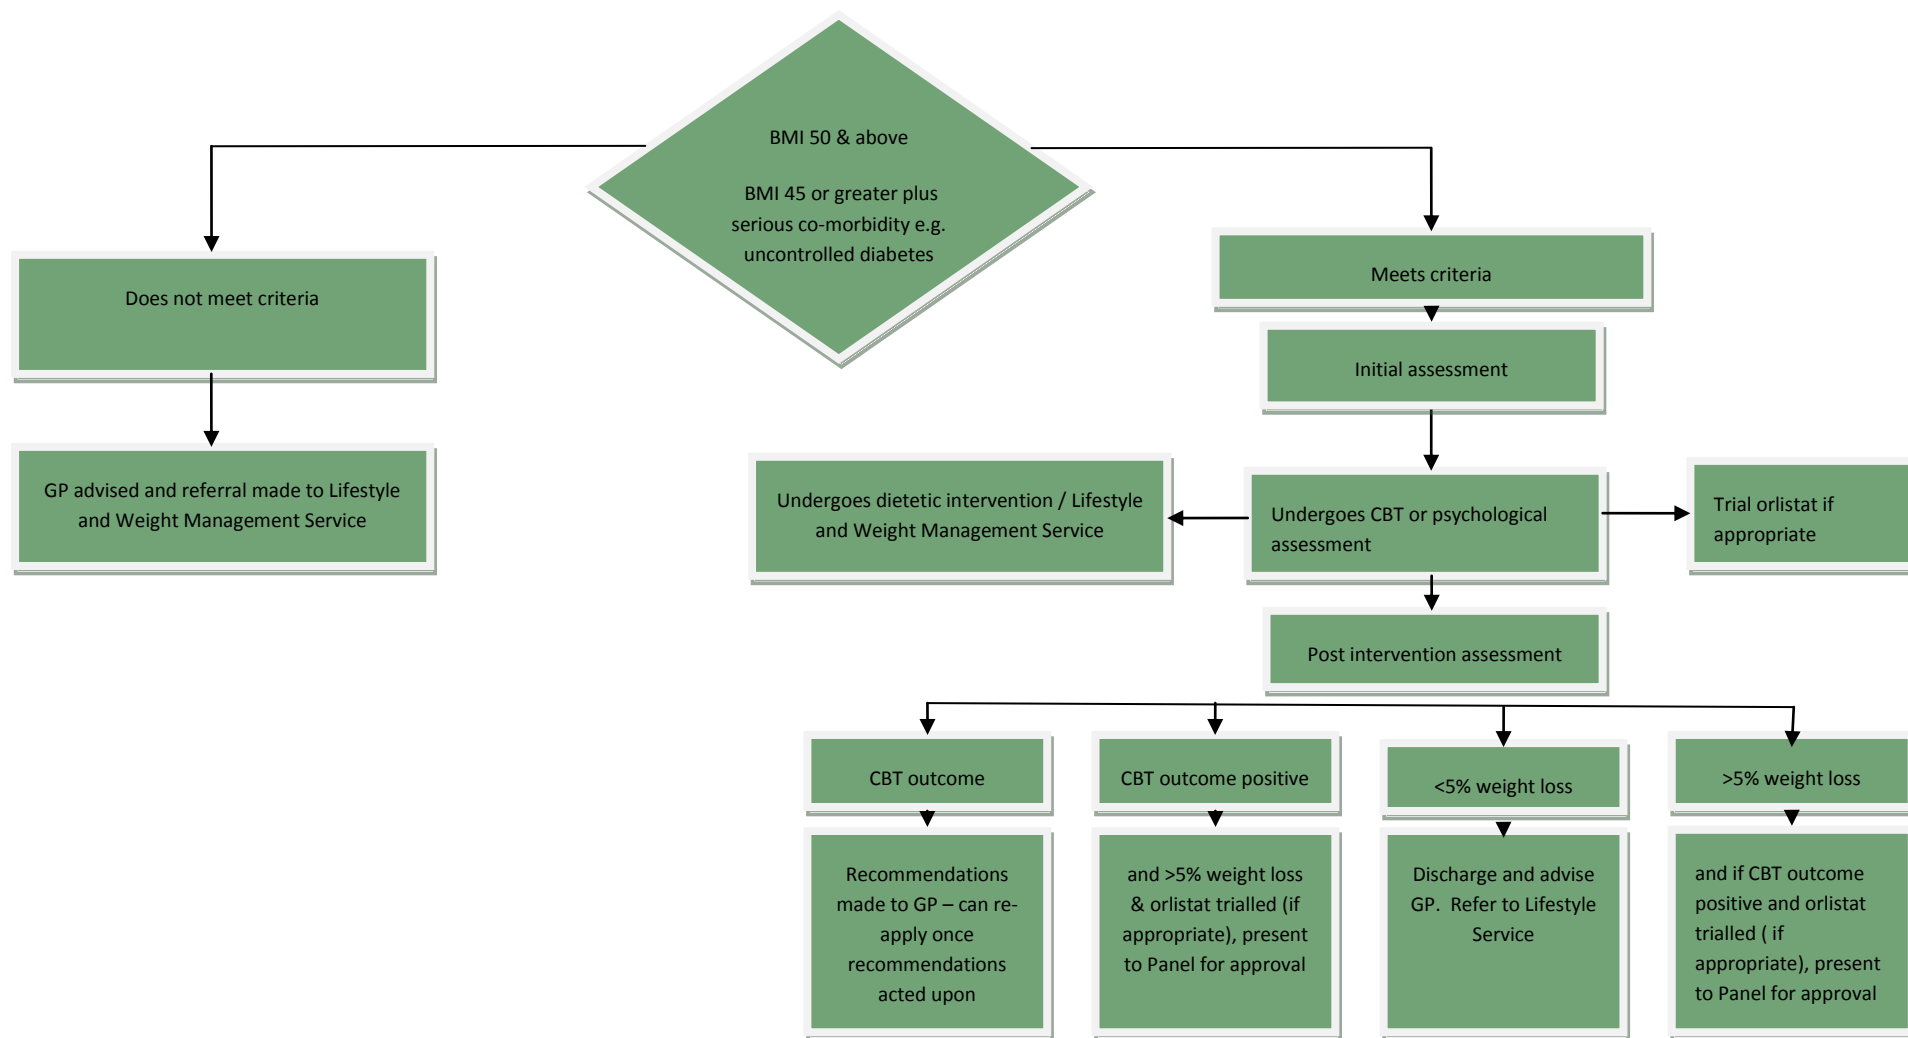 BMI 50 & above
BMI 45 or greater plus
serious co-morbidity e.g.
uncontrolled diabetes
Does not meet criteria
Meets criteria
Initial assessment
GP advised and referral made to Lifestyle
and Weight Management Service
Undergoes dietetic intervention / Lifestyle
and Weight Management Service
Undergoes CBT or psychological
assessment
Trial orlistat if
appropriate
Post intervention assessment
CBT outcome
CBT outcome positive
<5% weight loss
>5% weight loss
Recommendations
made to GP – can re-
apply once
recommendations
acted upon
and >5% weight loss
& orlistat trialled (if
appropriate), present
to Panel for approval
Discharge and advise
GP.  Refer to Lifestyle
Service
and if CBT outcome
positive and orlistat
trialled ( if
appropriate), present
to Panel for approval